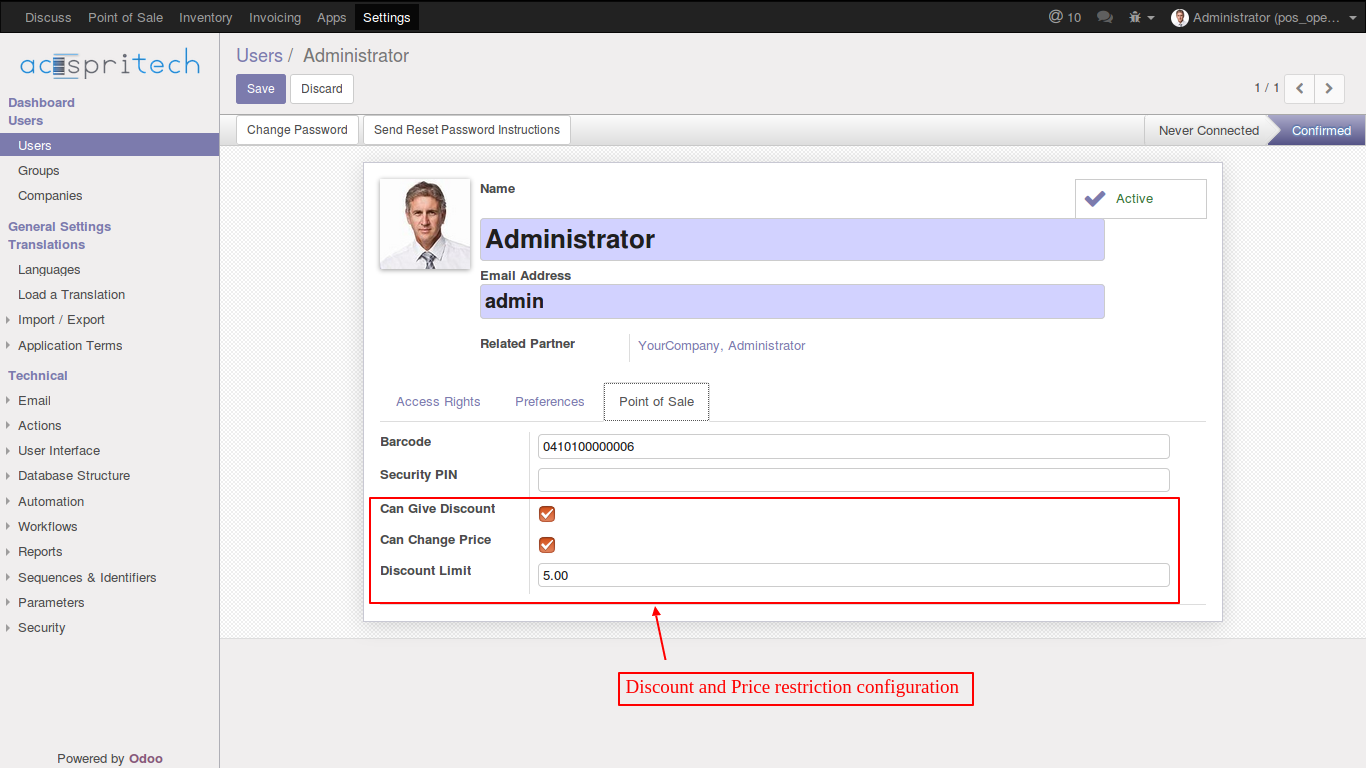 Discuss Point of Sale Inventory Invoicing Apps Settings @ 10 Administrator (pos_ope...
acespritech
Users / Administrator
Save Discard
1 / 1
Change Password Send Reset Password Instructions
Never Connected Confirmed
Dashboard
Users
Users
Groups
Companies
General Settings
Translations
Languages
Load a Translation
Import / Export
Application Terms
Technical
Email
Actions
User Interface
Database Structure
Automation
Workflows
Reports
Sequences & Identifiers
Parameters
Security
Powered by Odoo
Name
Active
Administrator
Email Address
admin
Related Partner YourCompany, Administrator
Access Rights Preferences Point of Sale
Barcode 0410100000006
Security PIN
Can Give Discount
Can Change Price
Discount Limit 5.00
Discount and Price restriction configuration